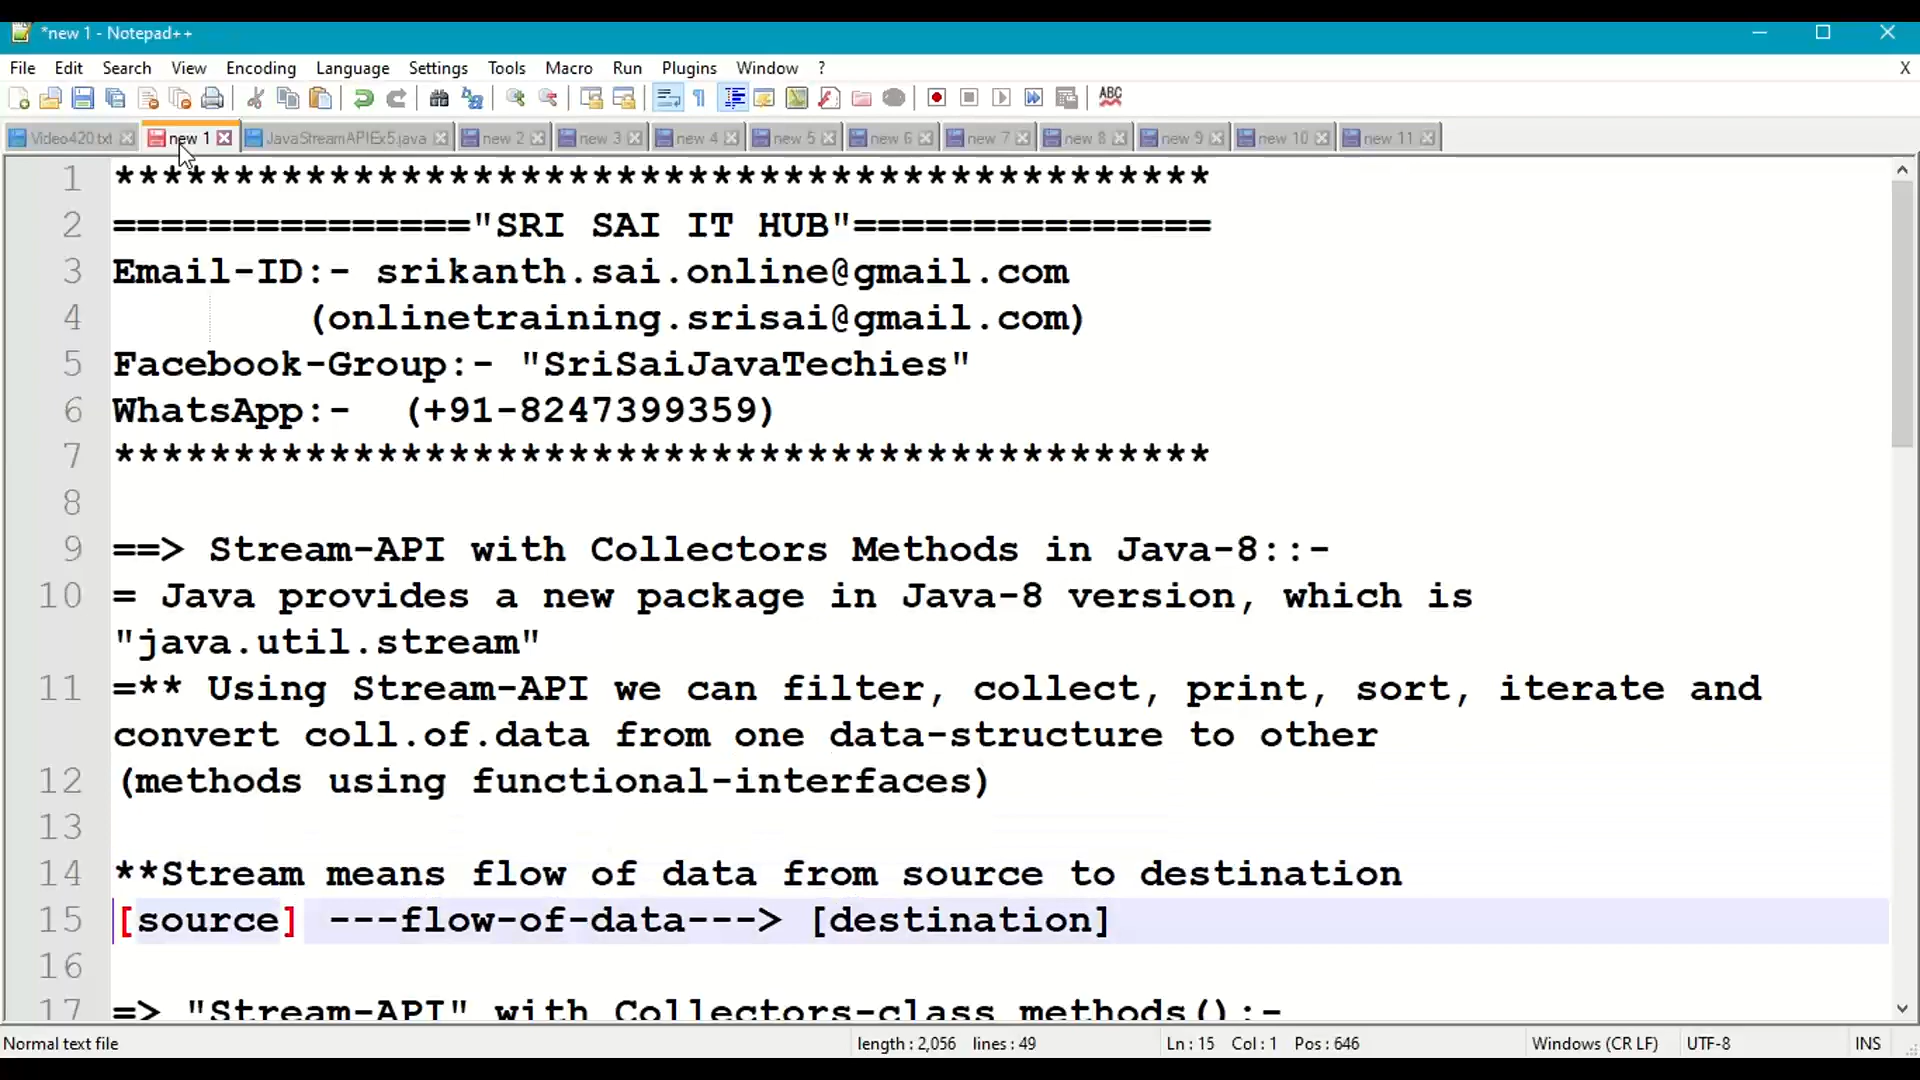 *new 1 - Notepad++
File Edit Search View Encoding Language Settings Tools Macro Run Plugins Window ? X
Video420.txt new 1 JavaStreamAPIEx5.java new 2 new 3 new 4 new 5 new 6 new 7 new 8 new 9 new 10 new 11
1 **********************************************
2 ==============="SRI SAI IT HUB"===============
3 Email-ID:- srikanth.sai.online@gmail.com
4 (onlinetraining.srisai@gmail.com)
5 Facebook-Group:- "SriSaiJavaTechies"
6 WhatsApp:- (+91-8247399359)
7 **********************************************
8
9 ==> Stream-API with Collectors Methods in Java-8::-
10 = Java provides a new package in Java-8 version, which is
"java.util.stream"
11 =** Using Stream-API we can filter, collect, print, sort, iterate and
convert coll.of.data from one data-structure to other
12 (methods using functional-interfaces)
13
14 **Stream means flow of data from source to destination
15 [source] ---flow-of-data---> [destination]
16
17 => "Stream-API" with Collectors-class methods():-
Normal text file length : 2,056 lines : 49 Ln : 15 Col : 1 Pos : 646 Windows (CR LF) UTF-8 INS